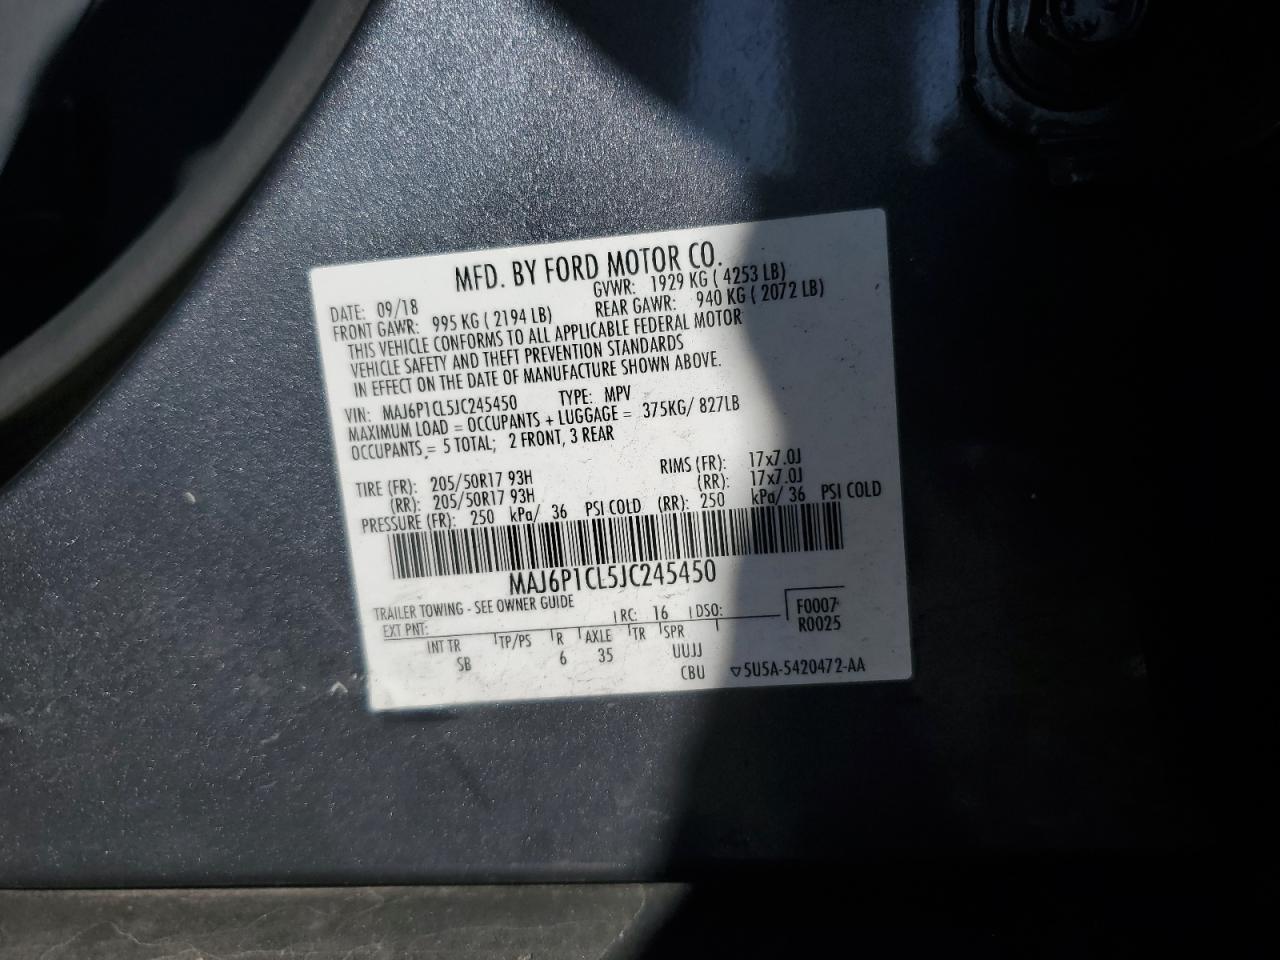 MFD. BY FORD MOTOR CO.
DATE: 09/18 GVWR: 1929 KG ( 4253 LB)
FRONT GAWR: 995 KG ( 2194 LB) REAR GAWR: 940 KG ( 2072 LB)
THIS VEHICLE CONFORMS TO ALL APPLICABLE FEDERAL MOTOR
VEHICLE SAFETY AND THEFT PREVENTION STANDARDS
IN EFFECT ON THE DATE OF MANUFACTURE SHOWN ABOVE.
VIN: MAJ6P1CL5JC245450 TYPE: MPV
MAXIMUM LOAD = OCCUPANTS + LUGGAGE = 375KG/ 827LB
OCCUPANTS = 5 TOTAL; 2 FRONT, 3 REAR
TIRE (FR): 205/50R17 93H RIMS (FR): 17x7.0J
(RR): 205/50R17 93H (RR): 17x7.0J
PRESSURE (FR): 250 kPa/ 36 PSI COLD (RR): 250 kPa/ 36 PSI COLD
MAJ6P1CL5JC245450
TRAILER TOWING - SEE OWNER GUIDE
EXT PNT: RC: 16 DSO: F0007
R0025
INT TR TP/PS R AXLE TR SPR
SB 6 35 UUJJ
CBU ▽5U5A-5420472-AA